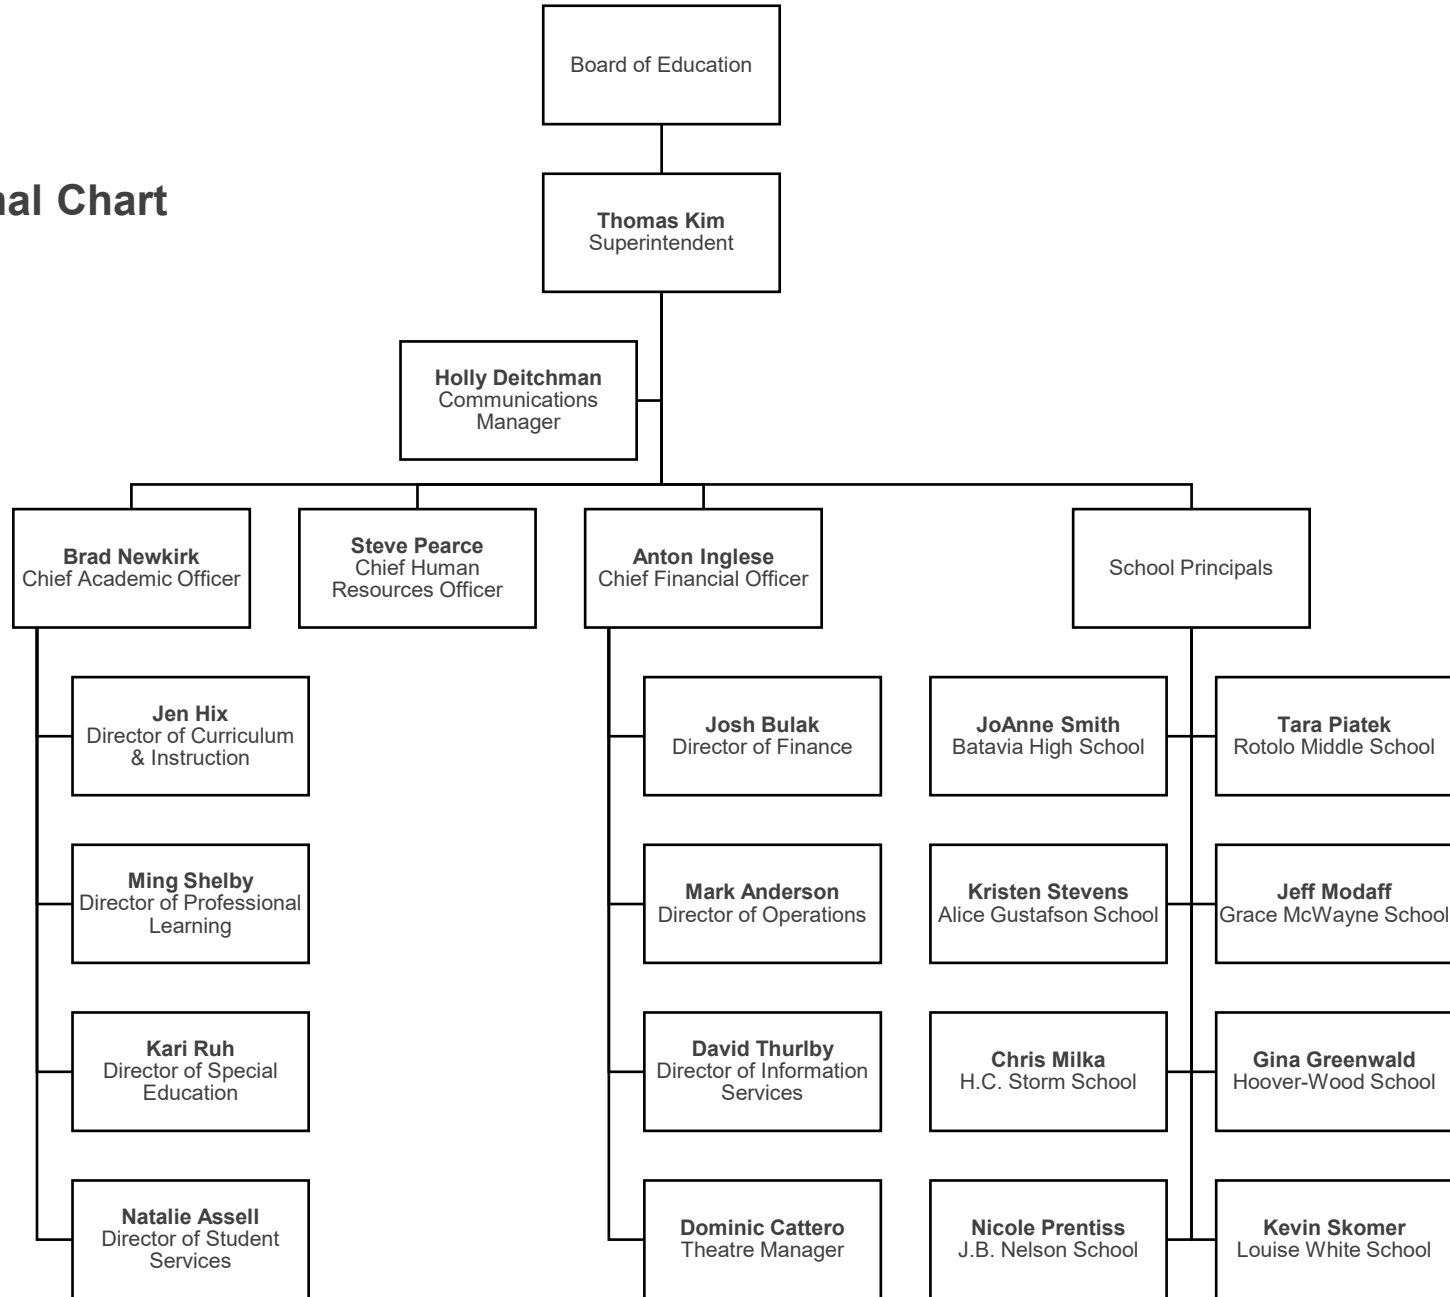 Board of Education
nal Chart
Thomas Kim
Superintendent
Holly Deitchman
Communications
Manager
Brad Newkirk
Chief Academic Officer
Steve Pearce
Chief Human
Resources Officer
Anton Inglese
Chief Financial Officer
School Principals
Jen Hix
Director of Curriculum
& Instruction
Josh Bulak
Director of Finance
JoAnne Smith
Batavia High School
Tara Piatek
Rotolo Middle School
Ming Shelby
Director of Professional
Learning
Mark Anderson
Director of Operations
Kristen Stevens
Alice Gustafson School
Jeff Modaff
Grace McWayne School
Kari Ruh
Director of Special
Education
David Thurlby
Director of Information
Services
Chris Milka
H.C. Storm School
Gina Greenwald
Hoover-Wood School
Natalie Assell
Director of Student
Services
Dominic Cattero
Theatre Manager
Nicole Prentiss
J.B. Nelson School
Kevin Skomer
Louise White School